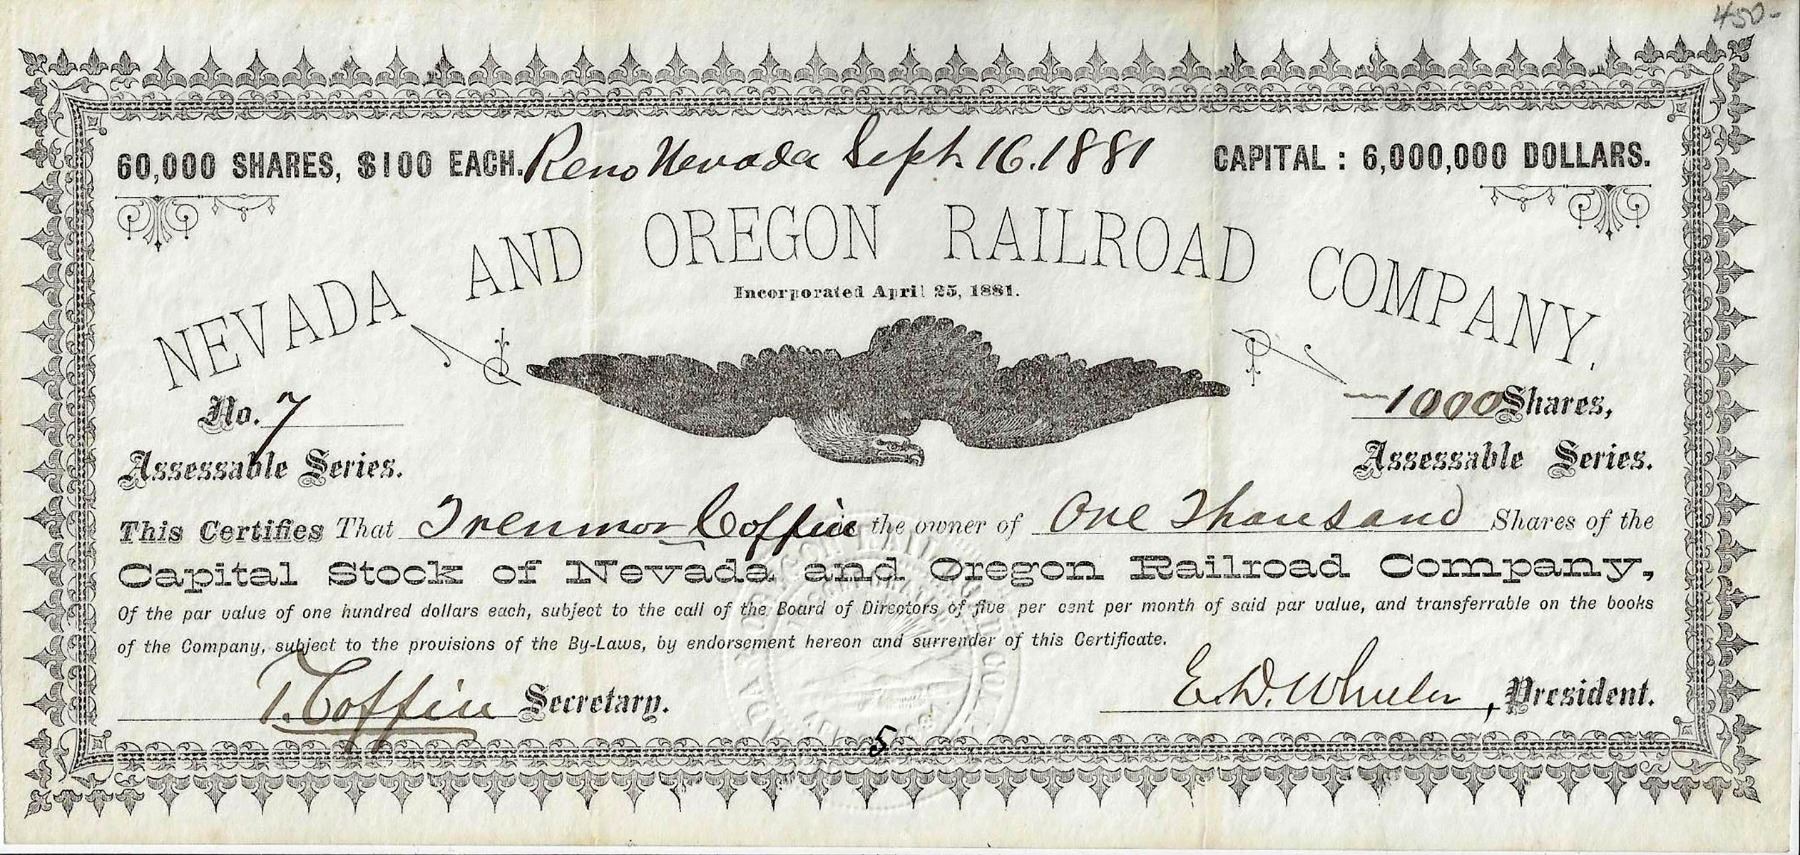 450-
60,000 SHARES, $100 EACH. Reno Nevada Sept. 16. 1881 CAPITAL : 6,000,000 DOLLARS.
NEVADA AND OREGON RAILROAD COMPANY.
Incorporated April 25, 1881.
No. 7 1000 Shares,
Assessable Series. Assessable Series.
This Certifies That Trenmor Coffin the owner of One Thousand Shares of the
Capital Stock of Nevada and Oregon Railroad Company,
Of the par value of one hundred dollars each, subject to the call of the Board of Directors of five per cent per month of said par value, and transferrable on the books
of the Company, subject to the provisions of the By-Laws, by endorsement hereon and surrender of this Certificate.
T. Coffin Secretary. E. D. Wheeler, President.
5